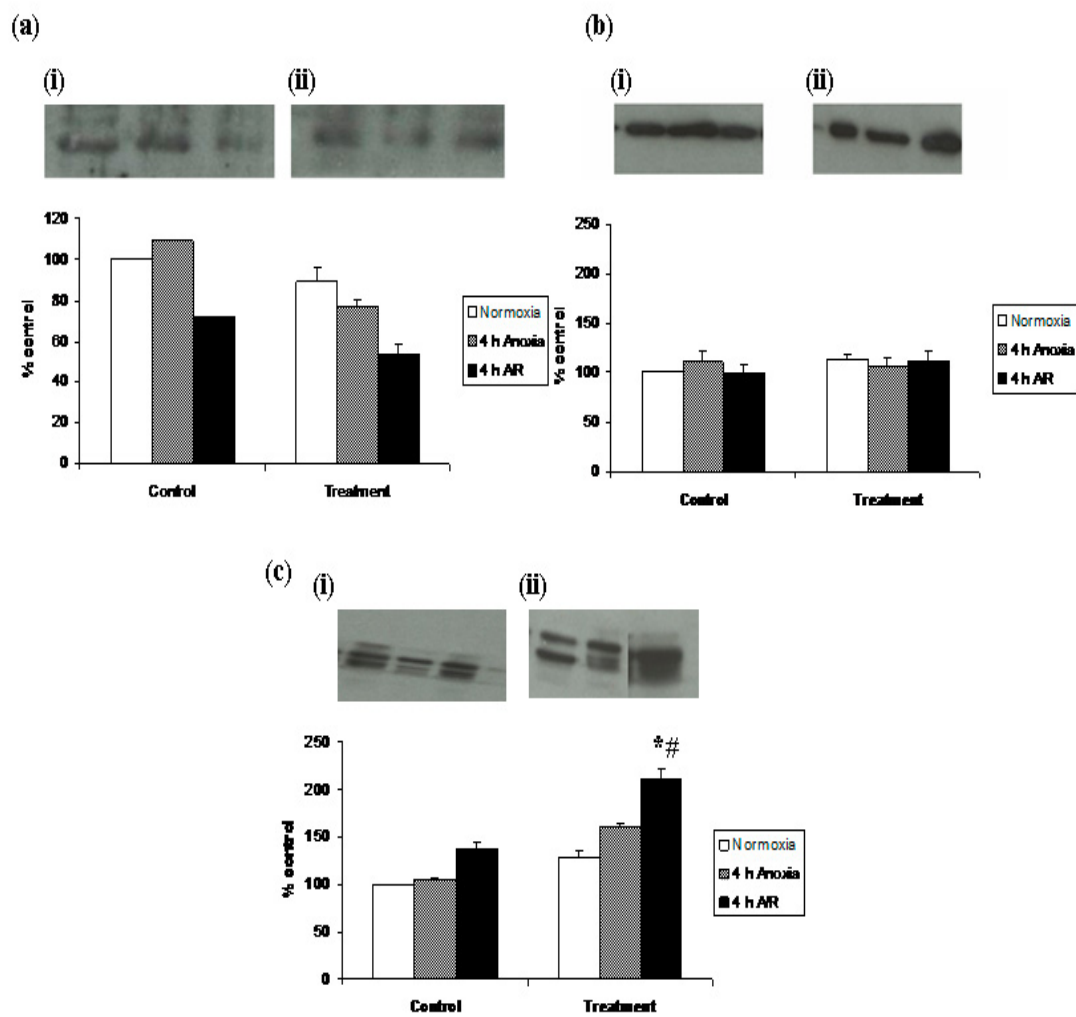 (a)
(i) (ii)
120
100
80
60
40
20
0
% control
Control Treatment
Normoxia
4 h Anoxia
4 h A/R
(b)
(i) (ii)
250
200
150
100
50
0
% control
Control Treatment
Normoxia
4 h Anoxia
4 h A/R
(c)
(i) (ii)
250
200
150
100
50
0
% control
*#
Control Treatment
Normoxia
4 h Anoxia
4 h A/R